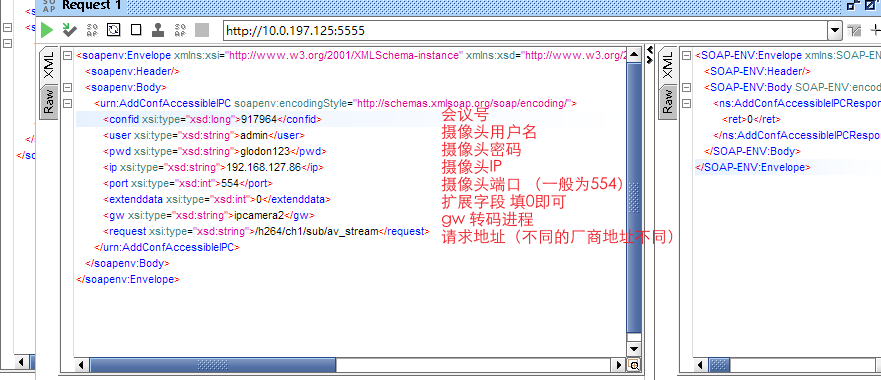 SO
AP
Request 1
http://10.0.197.125:5555
XML
Raw
<soapenv:Envelope xmlns:xsi="http://www.w3.org/2001/XMLSchema-instance" xmlns:xsd="http://www.w3.org/2
<soapenv:Header/>
<soapenv:Body>
<urn:AddConfAccessibleIPC soapenv:encodingStyle="http://schemas.xmlsoap.org/soap/encoding/">
<confid xsi:type="xsd:long">917964</confid> 会议号
<user xsi:type="xsd:string">admin</user> 摄像头用户名
<pwd xsi:type="xsd:string">glodon123</pwd> 摄像头密码
<ip xsi:type="xsd:string">192.168.127.86</ip> 摄像头IP
<port xsi:type="xsd:int">554</port> 摄像头端口 （一般为554）
<extenddata xsi:type="xsd:int">0</extenddata> 扩展字段 填0即可
<gw xsi:type="xsd:string">ipcamera2</gw> gw 转码进程
<request xsi:type="xsd:string">/h264/ch1/sub/av_stream</request> 请求地址（不同的厂商地址不同）
</urn:AddConfAccessibleIPC>
</soapenv:Body>
</soapenv:Envelope>
XML
Raw
<SOAP-ENV:Envelope xmlns:SOAP-EN
<SOAP-ENV:Header/>
<SOAP-ENV:Body SOAP-ENV:enco
<ns:AddConfAccessibleIPCRespon
<ret>0</ret>
</ns:AddConfAccessibleIPCRespo
</SOAP-ENV:Body>
</SOAP-ENV:Envelope>